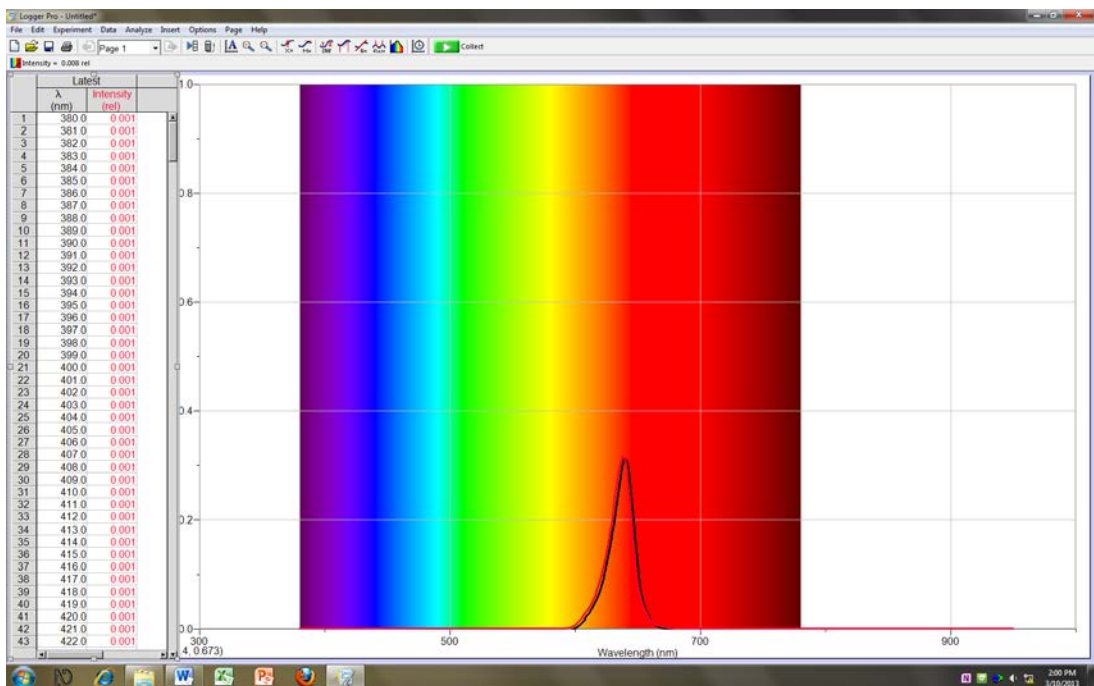 Logger Pro - Untitled*
File Edit Experiment Data Analyze Insert Options Page Help
Page 1
Collect
Intensity = 0.008 rel
Latest
λ Intensity
(nm) (rel)
1 380.0 0.001
2 381.0 0.001
3 382.0 0.001
4 383.0 0.001
5 384.0 0.001
6 385.0 0.001
7 386.0 0.001
8 387.0 0.001
9 388.0 0.001
10 389.0 0.001
11 390.0 0.001
12 391.0 0.001
13 392.0 0.001
14 393.0 0.001
15 394.0 0.001
16 395.0 0.001
17 396.0 0.001
18 397.0 0.001
19 398.0 0.001
20 399.0 0.001
21 400.0 0.001
22 401.0 0.001
23 402.0 0.001
24 403.0 0.001
25 404.0 0.001
26 405.0 0.001
27 406.0 0.001
28 407.0 0.001
29 408.0 0.001
30 409.0 0.001
31 410.0 0.001
32 411.0 0.001
33 412.0 0.001
34 413.0 0.001
35 414.0 0.001
36 415.0 0.001
37 416.0 0.001
38 417.0 0.001
39 418.0 0.001
40 419.0 0.001
41 420.0 0.001
42 421.0 0.001
43 422.0 0.001
1.0
0.8
0.6
0.4
0.2
0.0
300 500 700 900
4, 0.673)
Wavelength (nm)
2:00 PM
3/10/2013